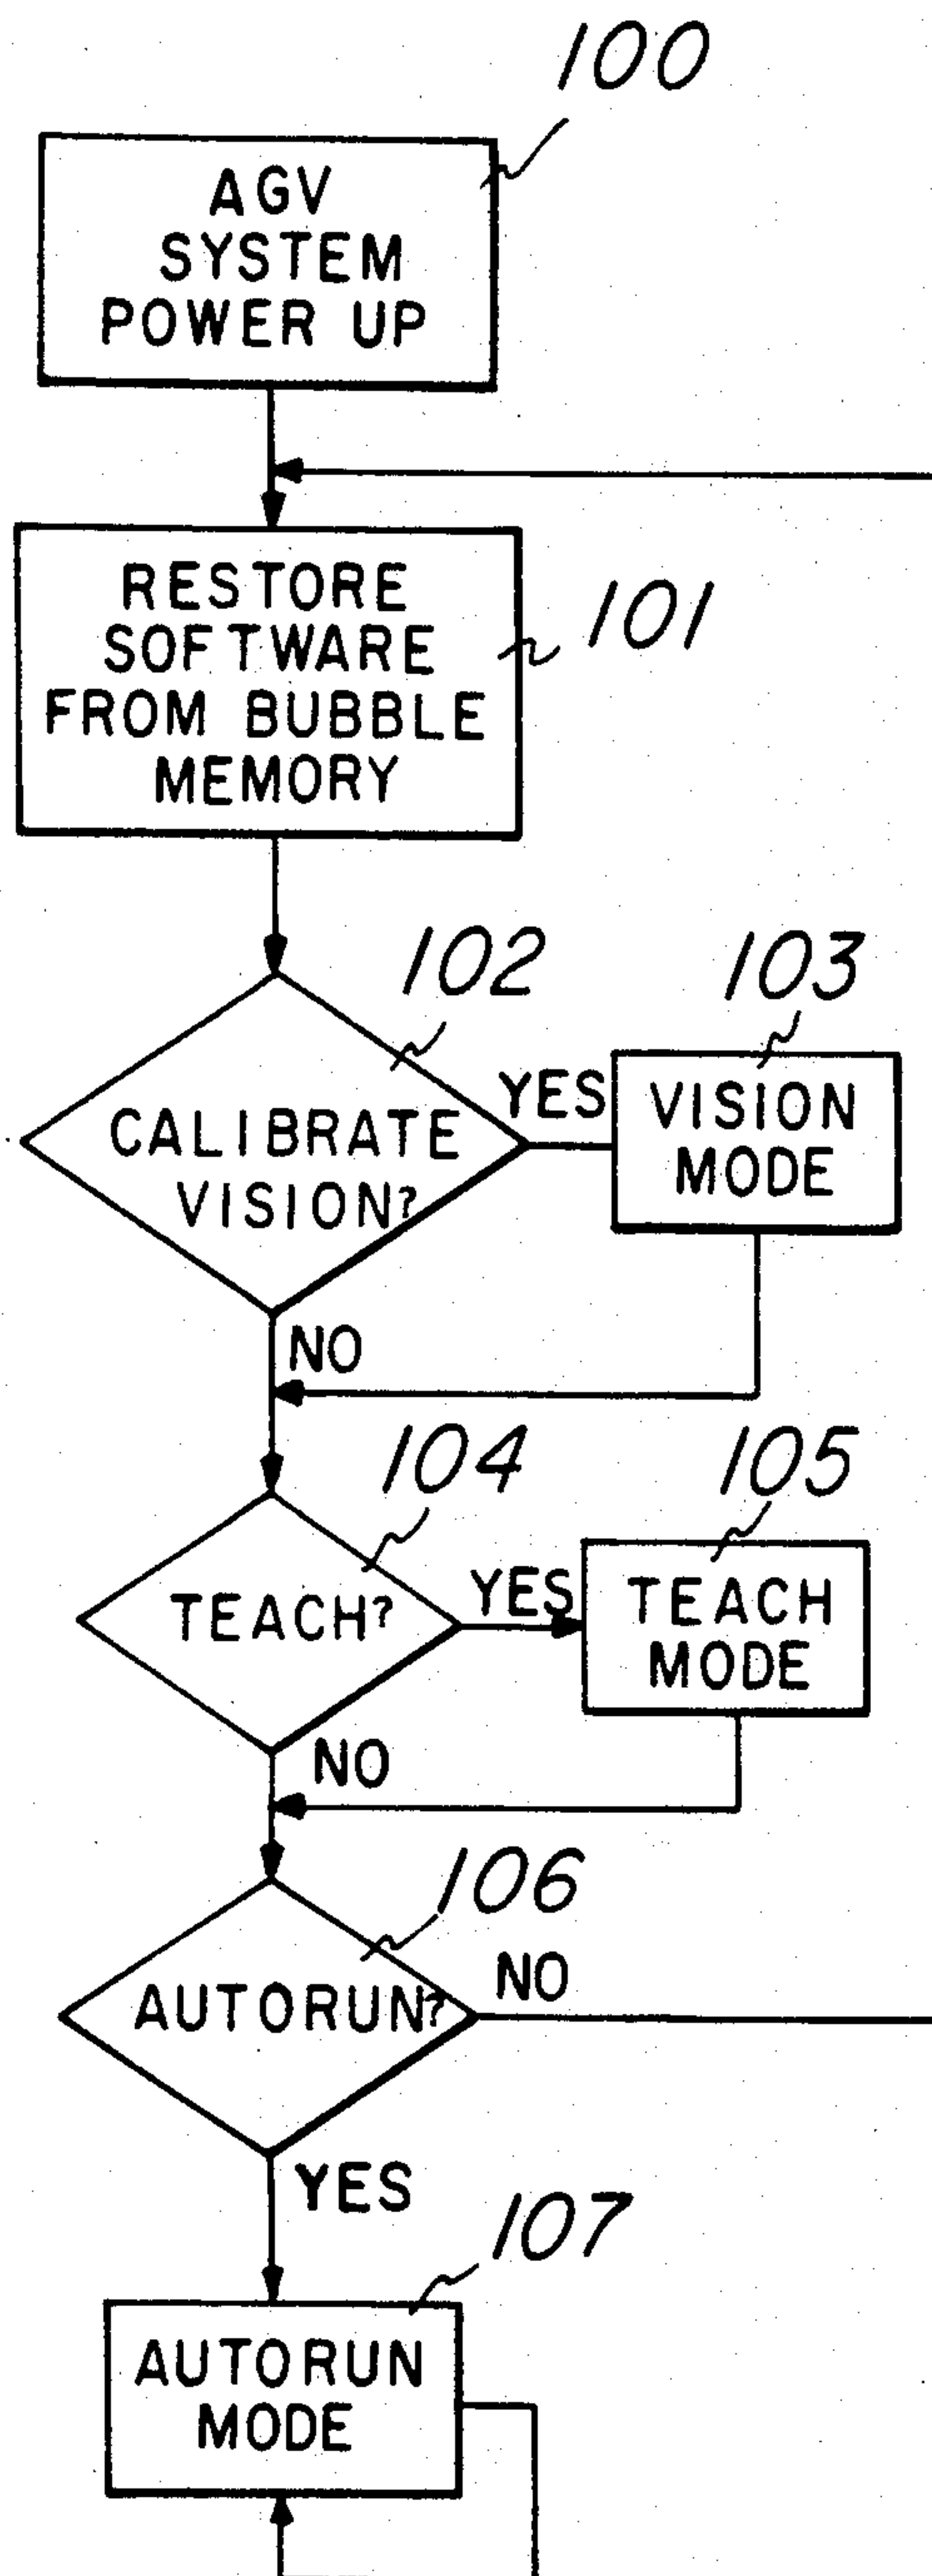 100
AGV
SYSTEM
POWER UP
RESTORE
SOFTWARE
FROM BUBBLE
MEMORY
101
102
103
CALIBRATE
VISION?
YES
VISION
MODE
NO
104
105
TEACH?
YES
TEACH
MODE
NO
106
AUTORUN?
NO
YES
107
AUTORUN
MODE